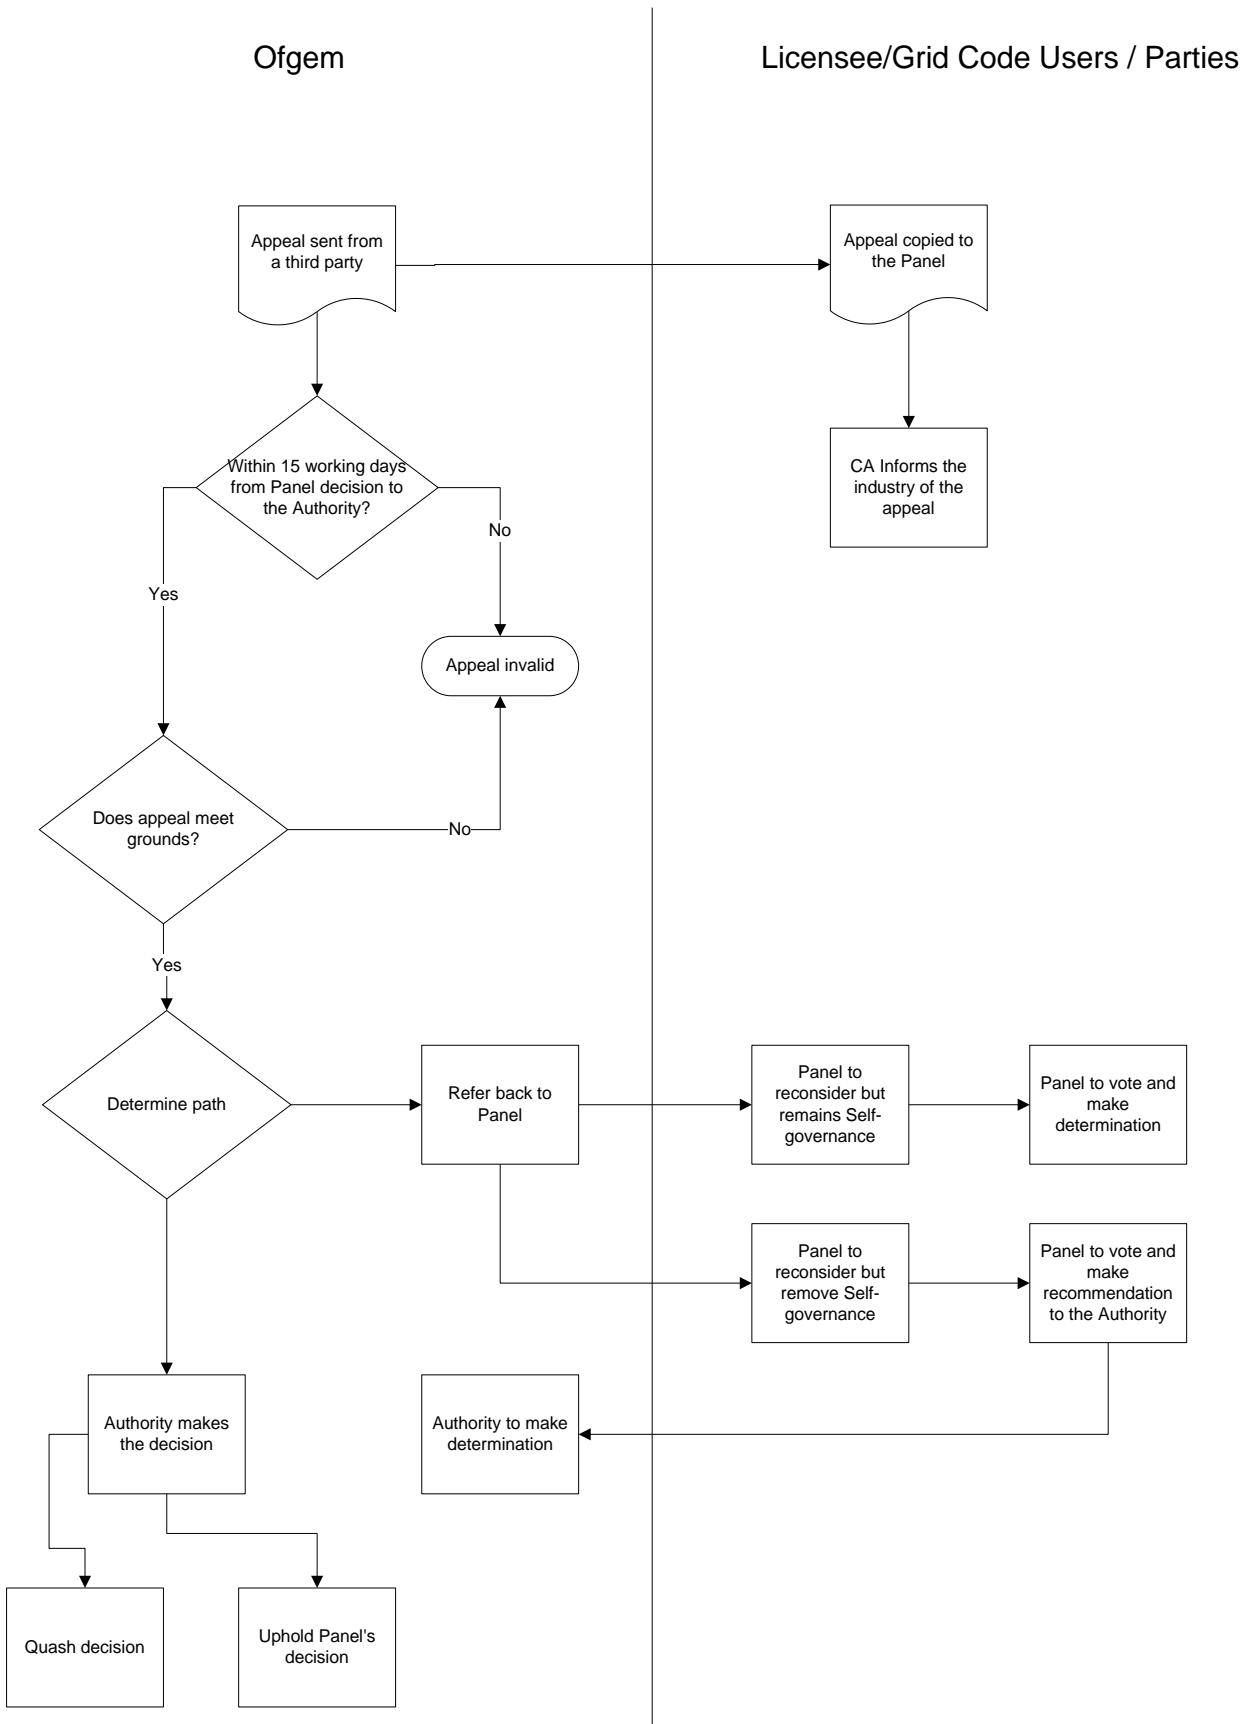 Ofgem
Licensee/Grid Code Users / Parties
Appeal sent from
a third party
Appeal copied to
the Panel
Within 15 working days
from Panel decision to
the Authority?
CA Informs the
industry of the
appeal
No
Yes
Appeal invalid
Does appeal meet
grounds?
No
Yes
Determine path
Refer back to
Panel
Panel to
reconsider but
remains Self-
governance
Panel to vote and
make
determination
Panel to
reconsider but
remove Self-
governance
Panel to vote and
make
recommendation
to the Authority
Authority makes
the decision
Authority to make
determination
Quash decision
Uphold Panel's
decision